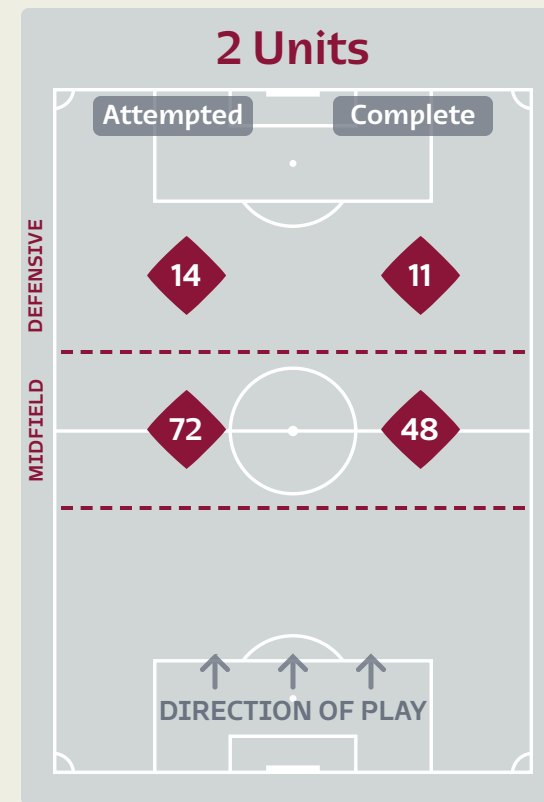 2 Units
Attempted Complete
DEFENSIVE
14 11
MIDFIELD
72 48
DIRECTION OF PLAY